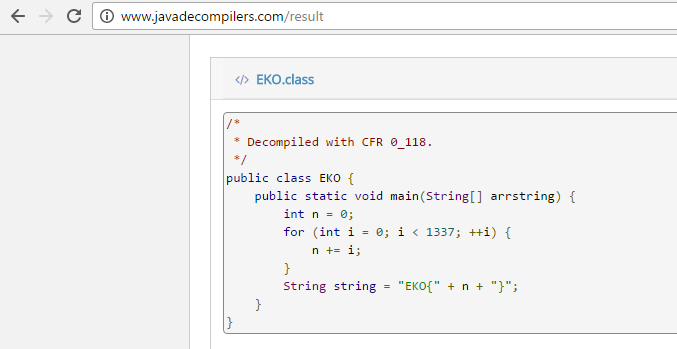 www.javadecompilers.com/result
</> EKO.class
/*
 * Decompiled with CFR 0_118.
 */
public class EKO {
    public static void main(String[] arrstring) {
        int n = 0;
        for (int i = 0; i < 1337; ++i) {
            n += i;
        }
        String string = "EKO{" + n + "}";
    }
}